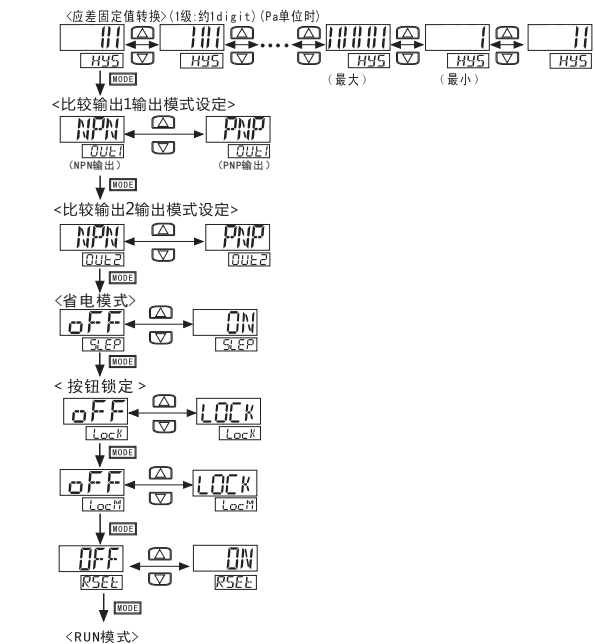 <应差固定值转换>(1级:约1digit)(Pa单位时)
101 1101 •••• 111101 1 11
HYS HYS HYS HYS HYS
(最大) (最小)
MODE
<比较输出1输出模式设定>
NPN PNP
OUt1 OUt1
(NPN输出) (PNP输出)
MODE
<比较输出2输出模式设定>
NPN PNP
OUt2 OUt2
MODE
<省电模式>
oFF ON
SLEP SLEP
MODE
<按钮锁定>
oFF LOCK
LocK LocK
MODE
oFF LOCK
LocM LocM
MODE
OFF ON
RSEt RSEt
MODE
<RUN模式>